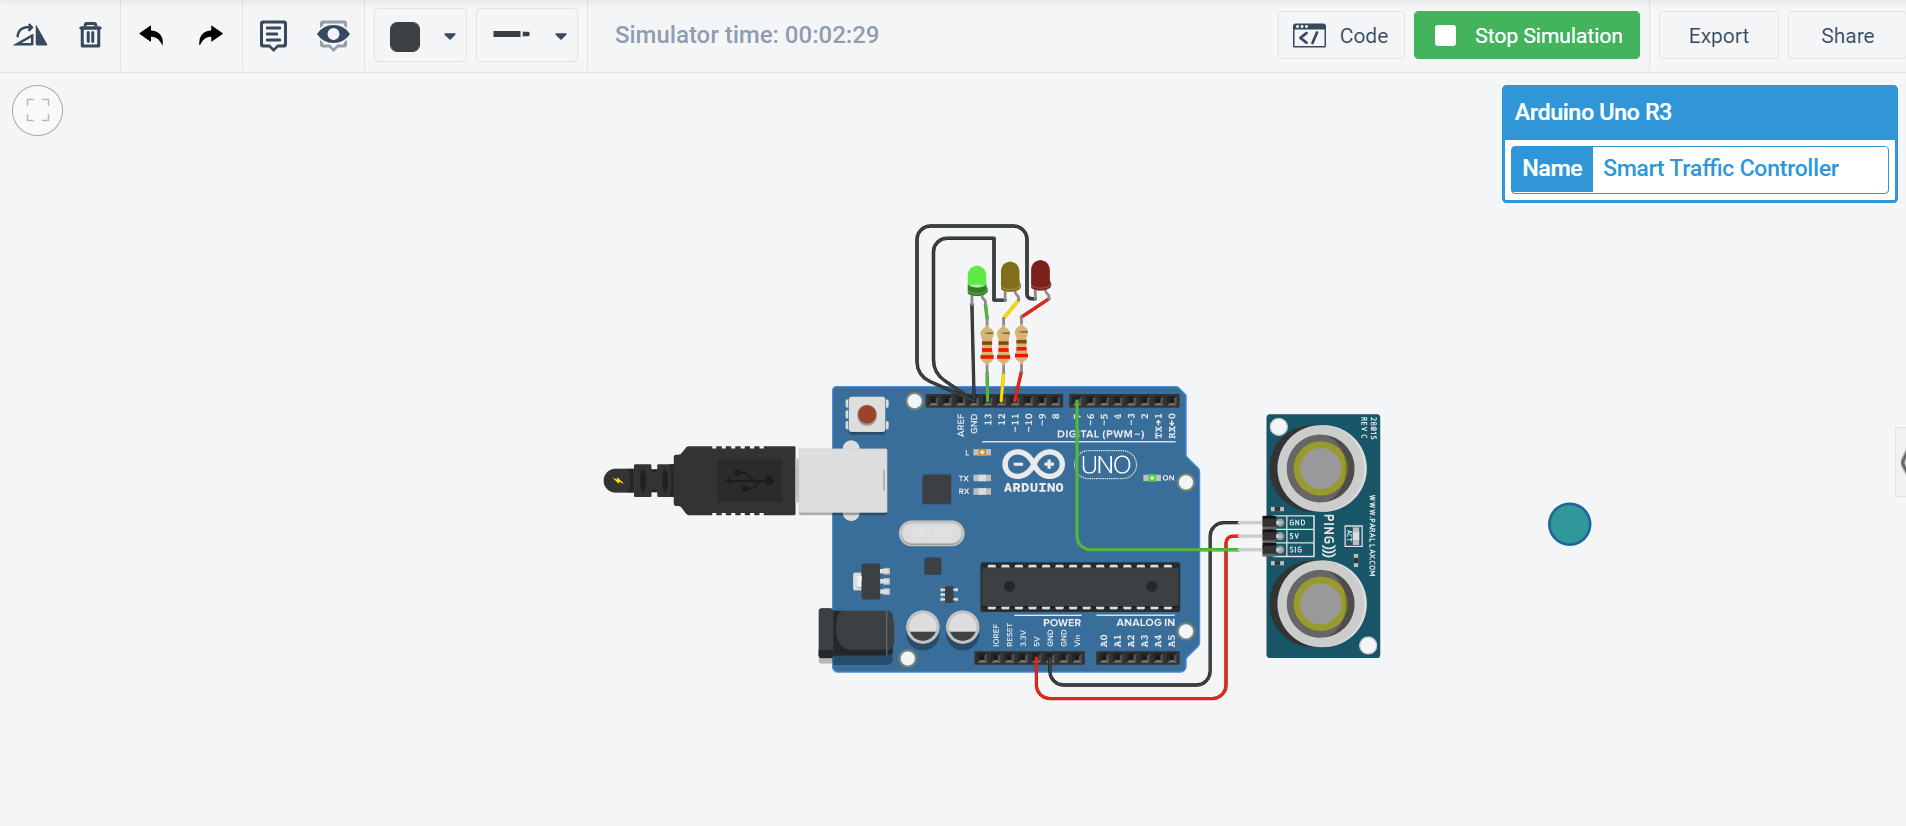 Simulator time: 00:02:29
Code
Stop Simulation
Export
Share
Arduino Uno R3
Name
Smart Traffic Controller
AREF
GND
13
12
~11
~10
~9
8
~6
~5
4
~3
2
TX→1
RX←0
DIGITAL (PWM~)
L
TX
RX
ARDUINO
UNO
ON
IOREF
RESET
3.3V
5V
GND
GND
Vin
POWER
ANALOG IN
A0
A1
A2
A3
A4
A5
28015
REV C
GND
5V
SIG
PING)))
ACT
WWW.PARALLAX.COM